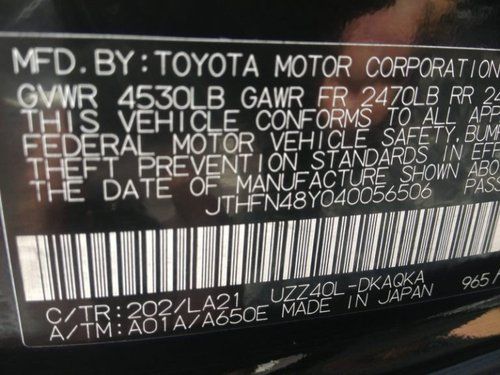 MFD. BY: TOYOTA MOTOR CORPORATION
GVWR 4530LB GAWR FR 2470LB RR 24
THIS VEHICLE CONFORMS TO ALL APP
FEDERAL MOTOR VEHICLE SAFETY, BUM
THEFT PREVENTION STANDARDS IN EFF
DATE OF MANUFACTURE SHOWN ABO
JTHFN48Y040056506 PASS
C/TR: 202/LA21 UZZ40L-DKAQKA 965/
A/TM: A01A/A650E MADE IN JAPAN